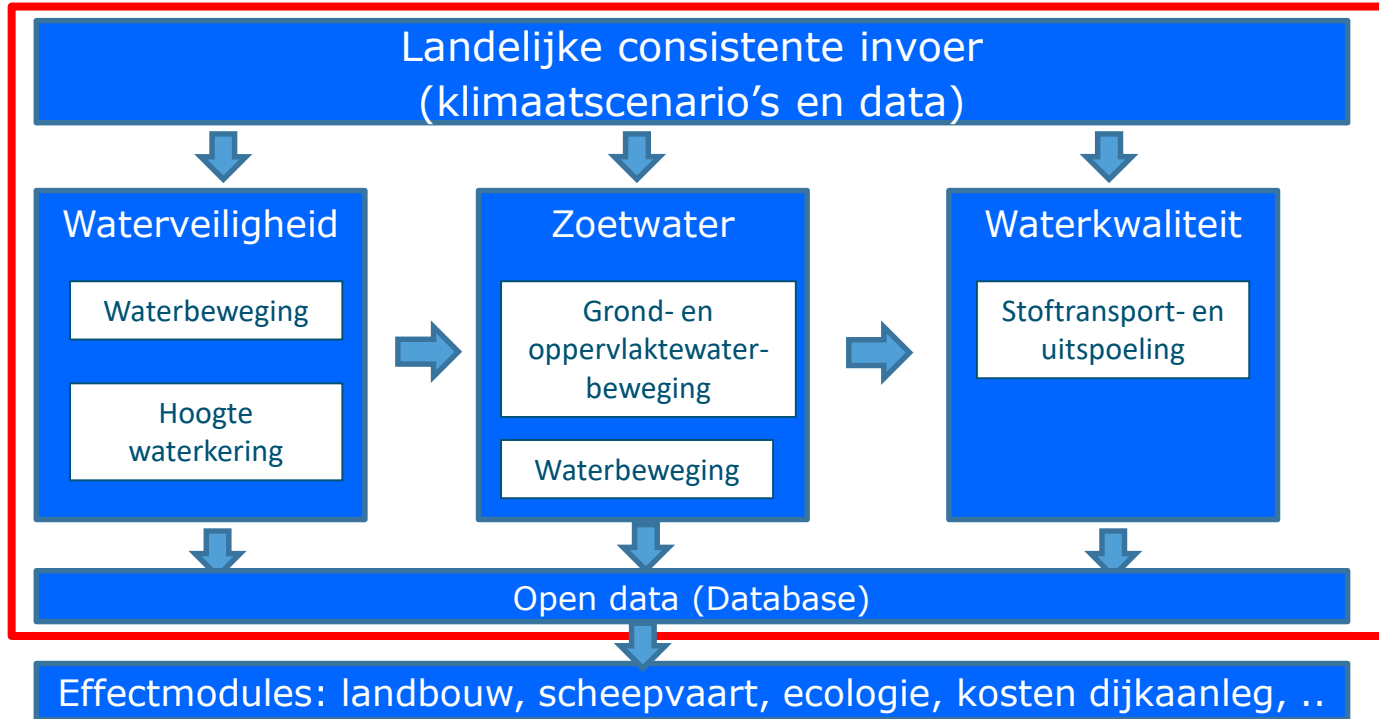 Landelijke consistente invoer
(klimaatscenario's en data)
Waterveiligheid
Waterbeweging
Hoogte
waterkering
Zoetwater
Grond- en
oppervlaktewater-
beweging
Waterbeweging
Waterkwaliteit
Stoftransport- en
uitspoeling
Open data (Database)
Effectmodules: landbouw, scheepvaart, ecologie, kosten dijkaanleg, ..